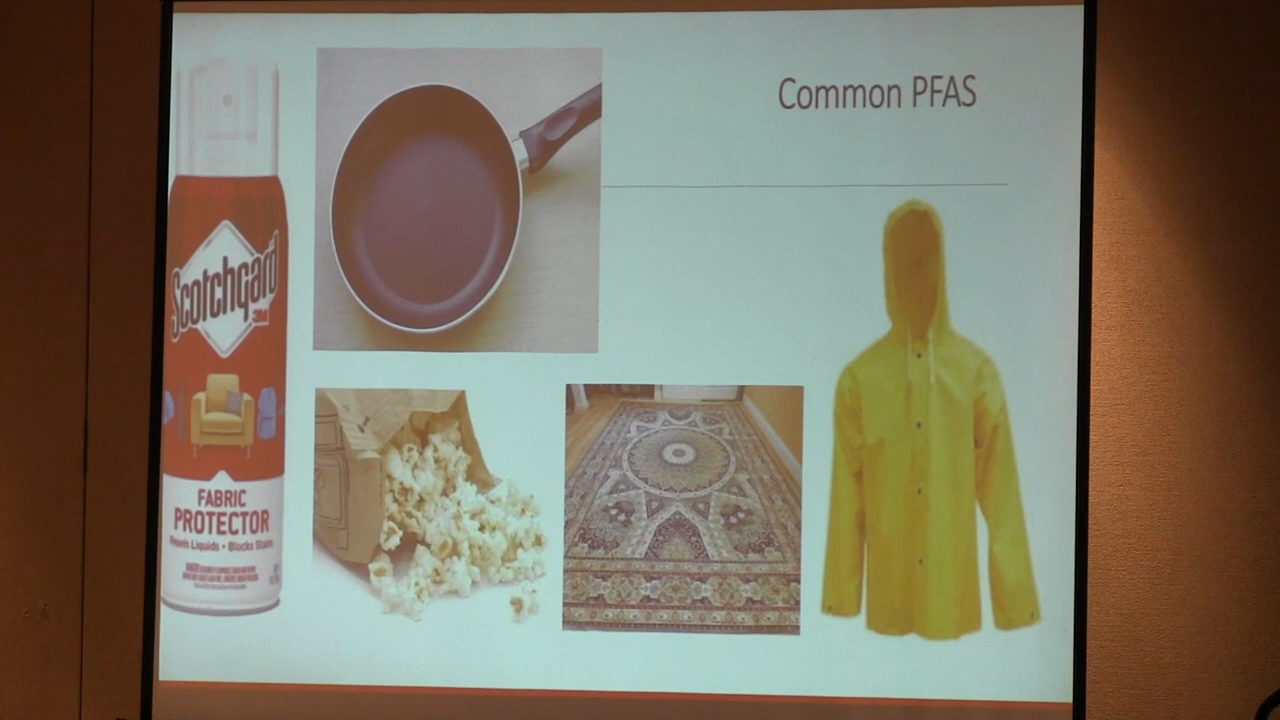 Common PFAS
Scotchgard
3M
FABRIC
PROTECTOR
Repels Liquids • Blocks Stains